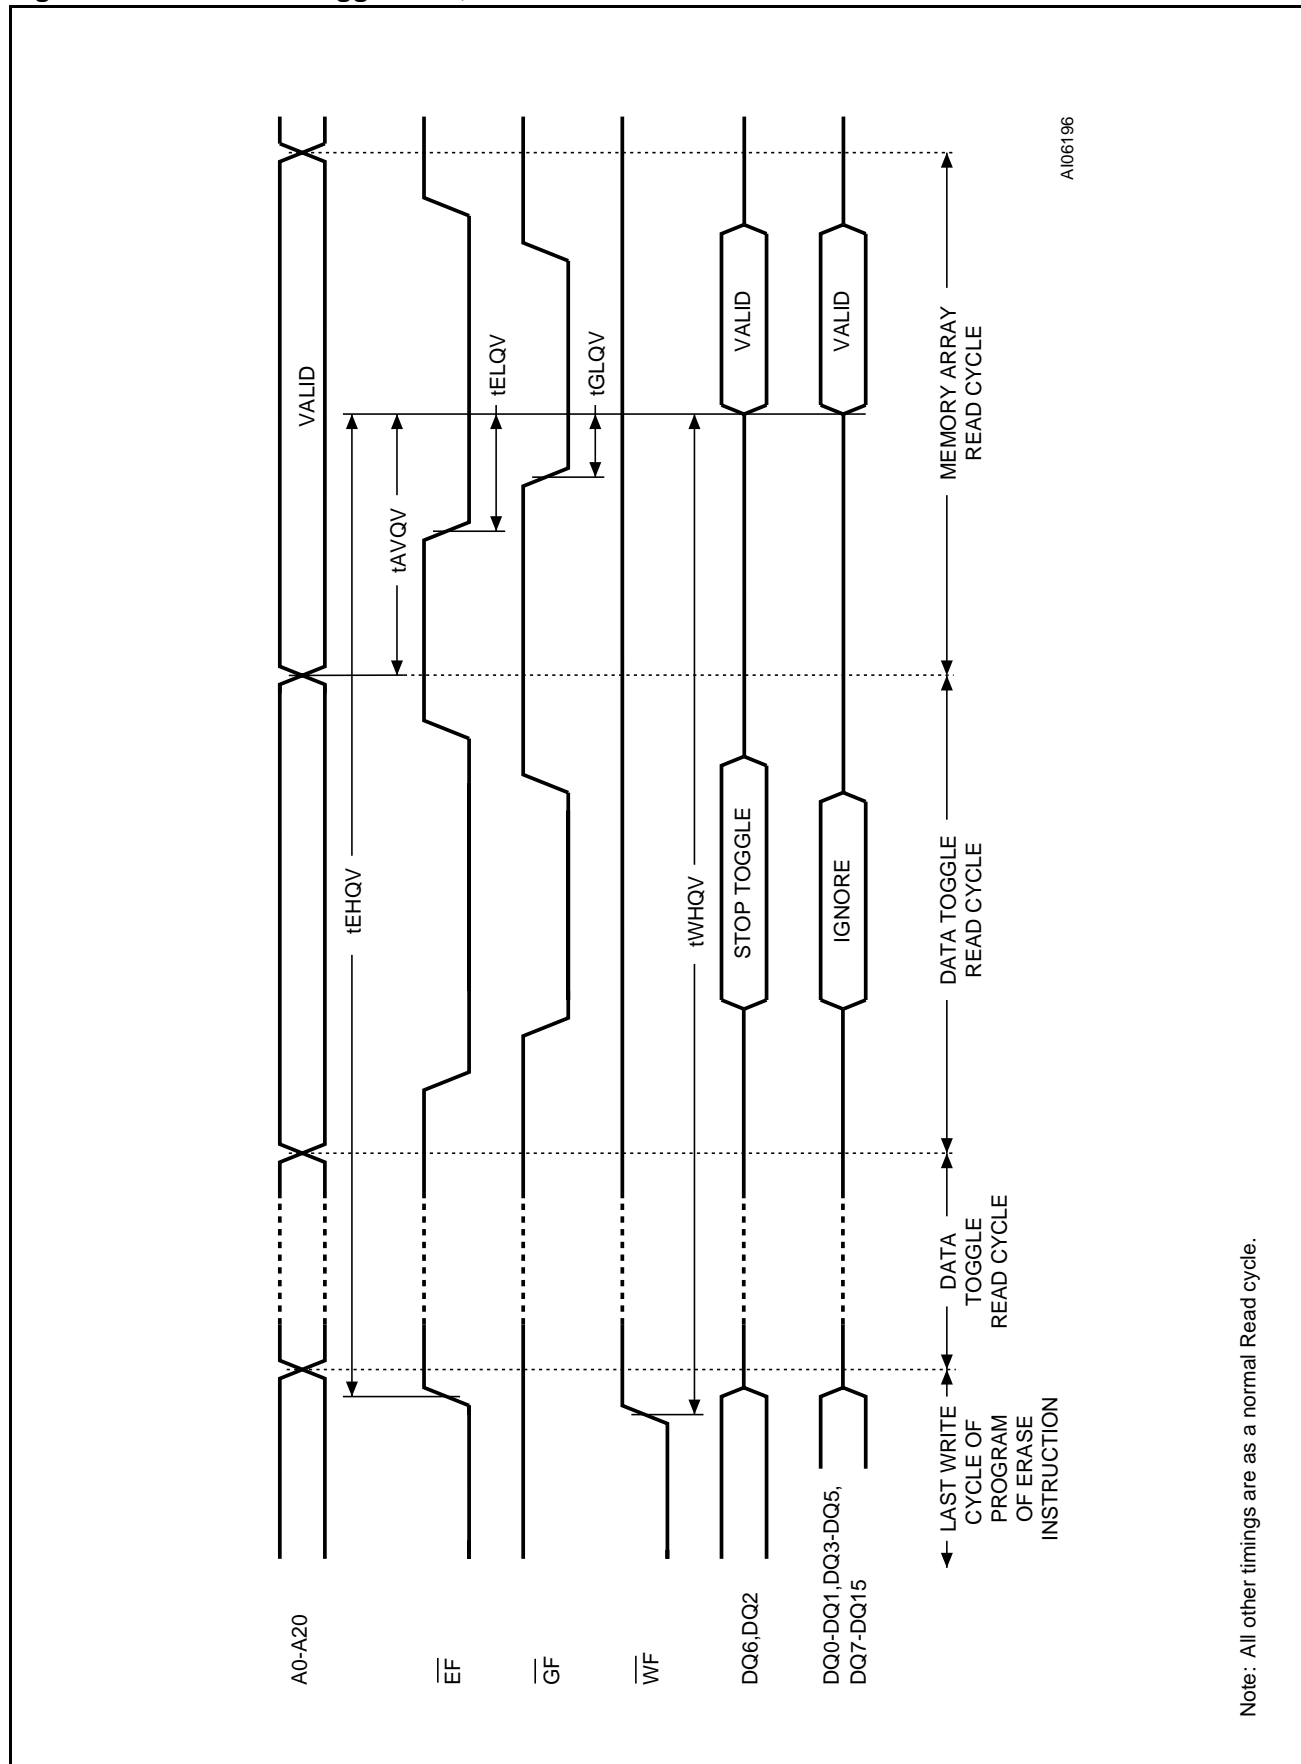 A0-A20
VALID
tEHQV
tAVQV
EF
tELQV
GF
tGLQV
WF
tWHQV
DQ6,DQ2
STOP TOGGLE
VALID
DQ0-DQ1,DQ3-DQ5,
DQ7-DQ15
IGNORE
VALID
LAST WRITE
CYCLE OF
PROGRAM
OF ERASE
INSTRUCTION
DATA
TOGGLE
READ CYCLE
DATA TOGGLE
READ CYCLE
MEMORY ARRAY
READ CYCLE
AI06196
Note: All other timings are as a normal Read cycle.